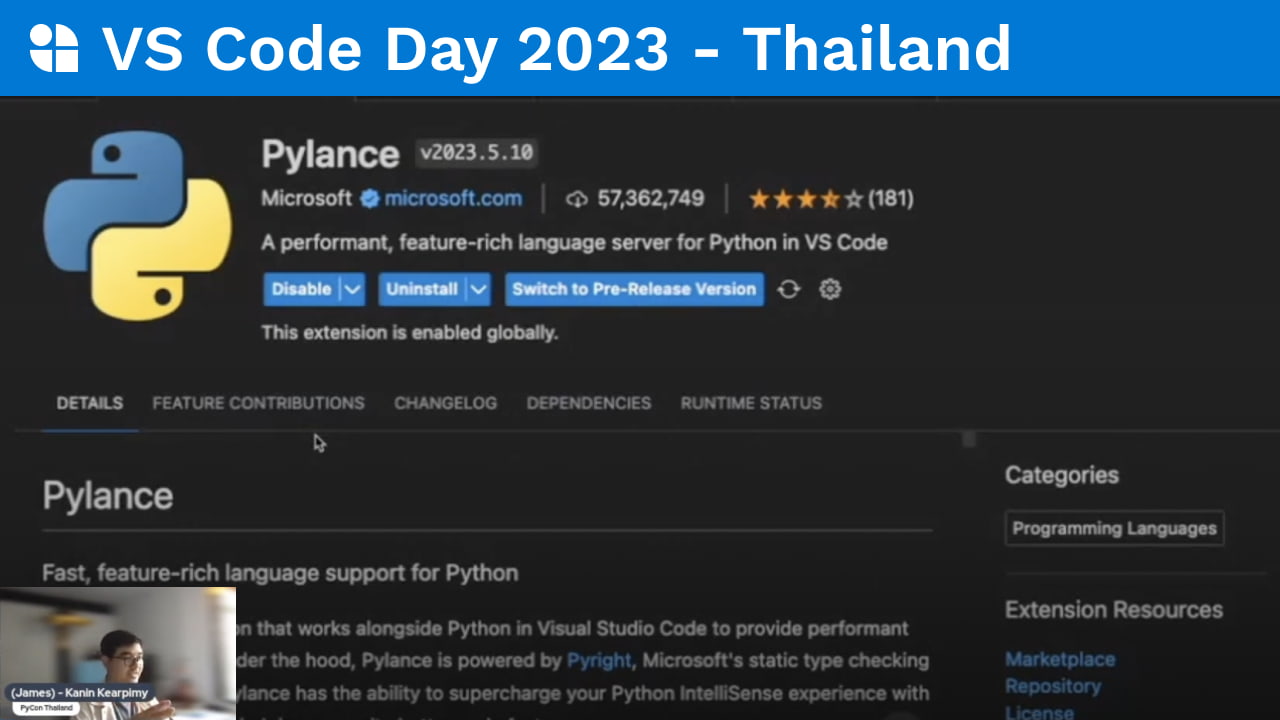 VS Code Day 2023 - Thailand
Pylance v2023.5.10
Microsoft microsoft.com 57,362,749 (181)
A performant, feature-rich language server for Python in VS Code
Disable Uninstall Switch to Pre-Release Version
This extension is enabled globally.
DETAILS FEATURE CONTRIBUTIONS CHANGELOG DEPENDENCIES RUNTIME STATUS
Pylance
Fast, feature-rich language support for Python
on that works alongside Python in Visual Studio Code to provide performant
der the hood, Pylance is powered by Pyright, Microsoft's static type checking
ylance has the ability to supercharge your Python IntelliSense experience with
Categories
Programming Languages
Extension Resources
Marketplace
Repository
License
(James) - Kanin Kearpimy
PyCon Thailand